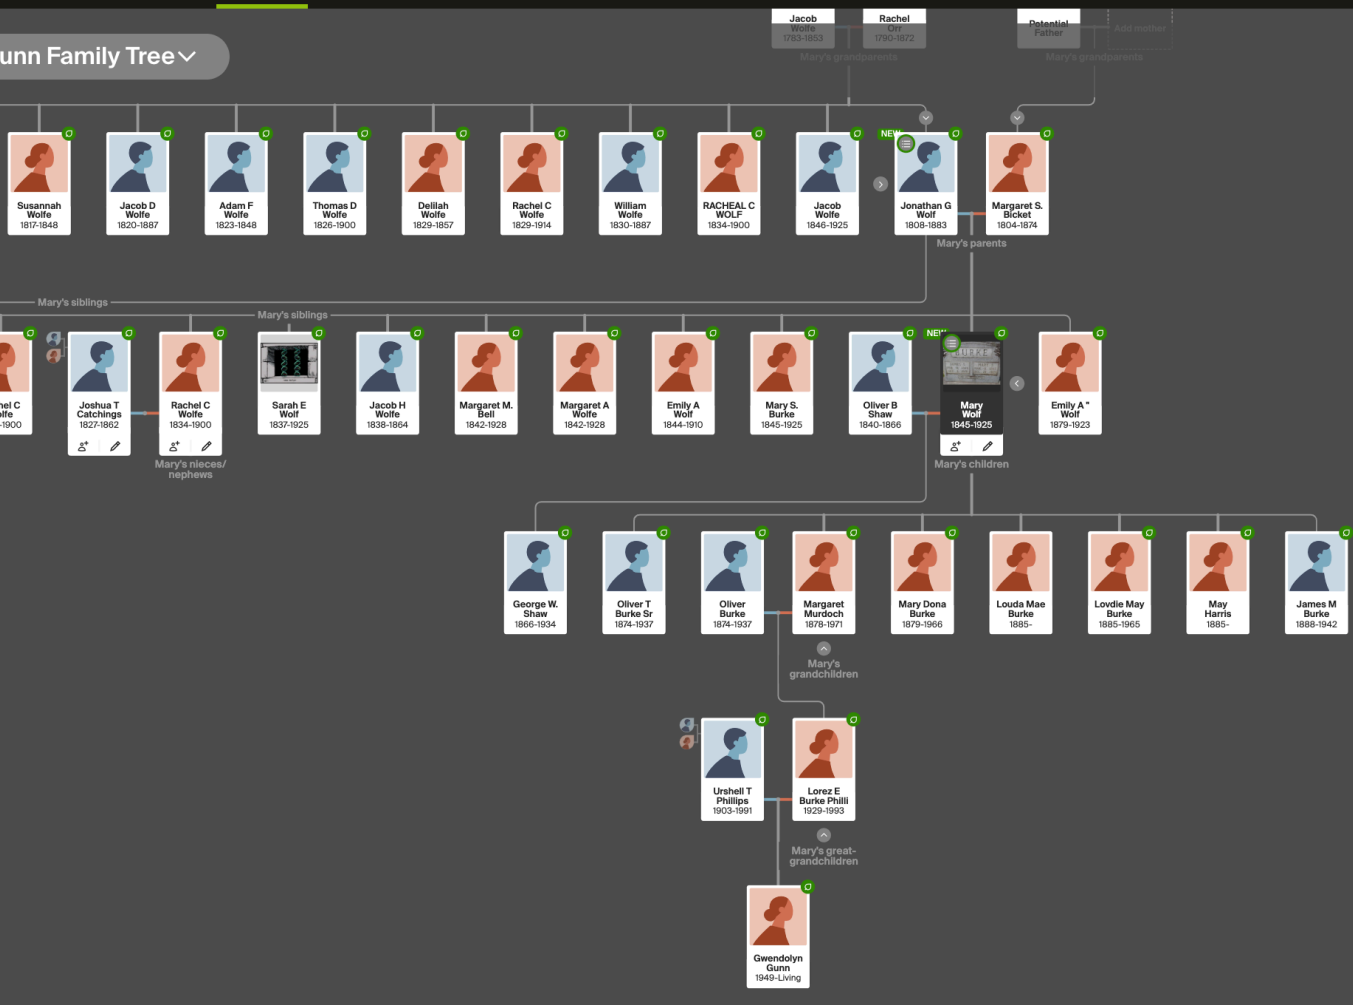 Jacob
Wolfe
1783-1853
Rachel
Orr
1790-1872
Potential
Father
Add mother
unn Family Tree
Mary's grandparents
Mary's grandparents
NEW
Susannah
Wolfe
1817-1848
Jacob D
Wolfe
1820-1887
Adam F
Wolfe
1823-1848
Thomas D
Wolfe
1826-1900
Delilah
Wolfe
1829-1857
Rachel C
Wolfe
1829-1914
William
Wolfe
1830-1887
RACHEAL C
WOLF
1834-1900
Jacob
Wolfe
1846-1925
Jonathan G
Wolf
1808-1883
Margaret S.
Bicket
1804-1874
Mary's parents
Mary's siblings
Mary's siblings
NEW
BURKE
hel C
olfe
-1900
Joshua T
Catchings
1827-1862
Rachel C
Wolfe
1834-1900
Sarah E
Wolf
1837-1925
Jacob H
Wolfe
1838-1864
Margaret M.
Bell
1842-1928
Margaret A
Wolfe
1842-1928
Emily A
Wolf
1844-1910
Mary S.
Burke
1845-1925
Oliver B
Shaw
1840-1866
Mary
Wolf
1845-1925
Emily A "
Wolf
1879-1923
Mary's nieces/
nephews
Mary's children
George W.
Shaw
1866-1934
Oliver T
Burke Sr
1874-1937
Oliver
Burke
1874-1937
Margaret
Murdoch
1878-1971
Mary Dona
Burke
1879-1966
Louda Mae
Burke
1885-
Lovdie May
Burke
1885-1965
May
Harris
1885-
James M
Burke
1888-1942
Mary's
grandchildren
Urshell T
Phillips
1903-1991
Lorez E
Burke Philli
1929-1993
Mary's great-
grandchildren
Gwendolyn
Gunn
1949-Living